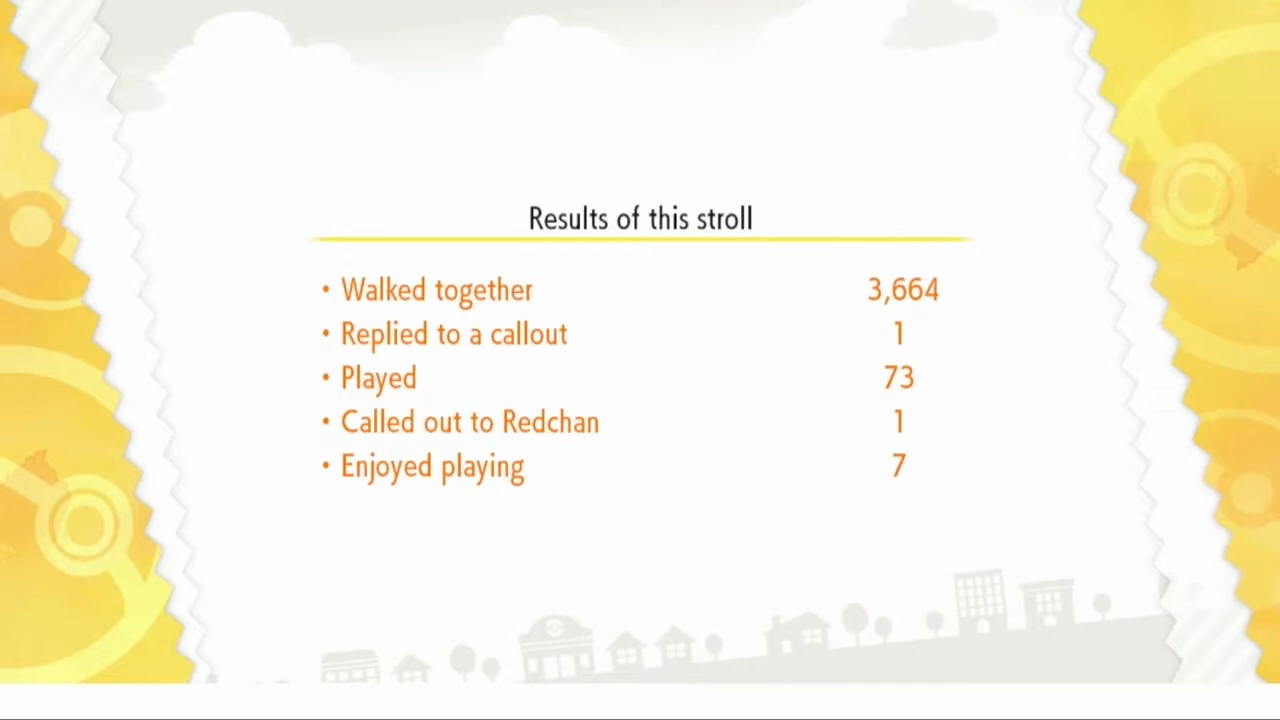 Results of this stroll
• Walked together 3,664
• Replied to a callout 1
• Played 73
• Called out to Redchan 1
• Enjoyed playing 7